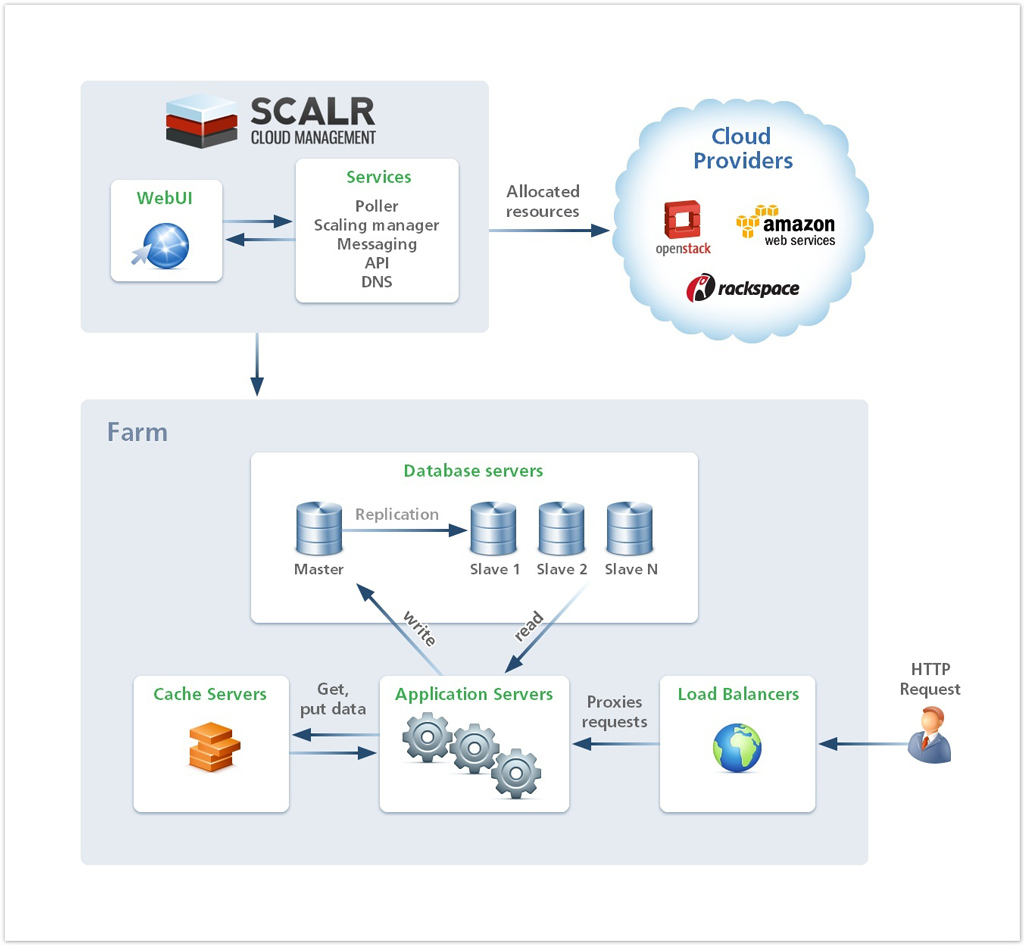 SCALR
CLOUD MANAGEMENT
WebUI
Services
Poller
Scaling manager
Messaging
API
DNS
Allocated
resources
Cloud
Providers
openstack
amazon
web services
rackspace
Farm
Database servers
Replication
Master
Slave 1
Slave 2
Slave N
write
read
Cache Servers
Get,
put data
Application Servers
Proxies
requests
Load Balancers
HTTP
Request